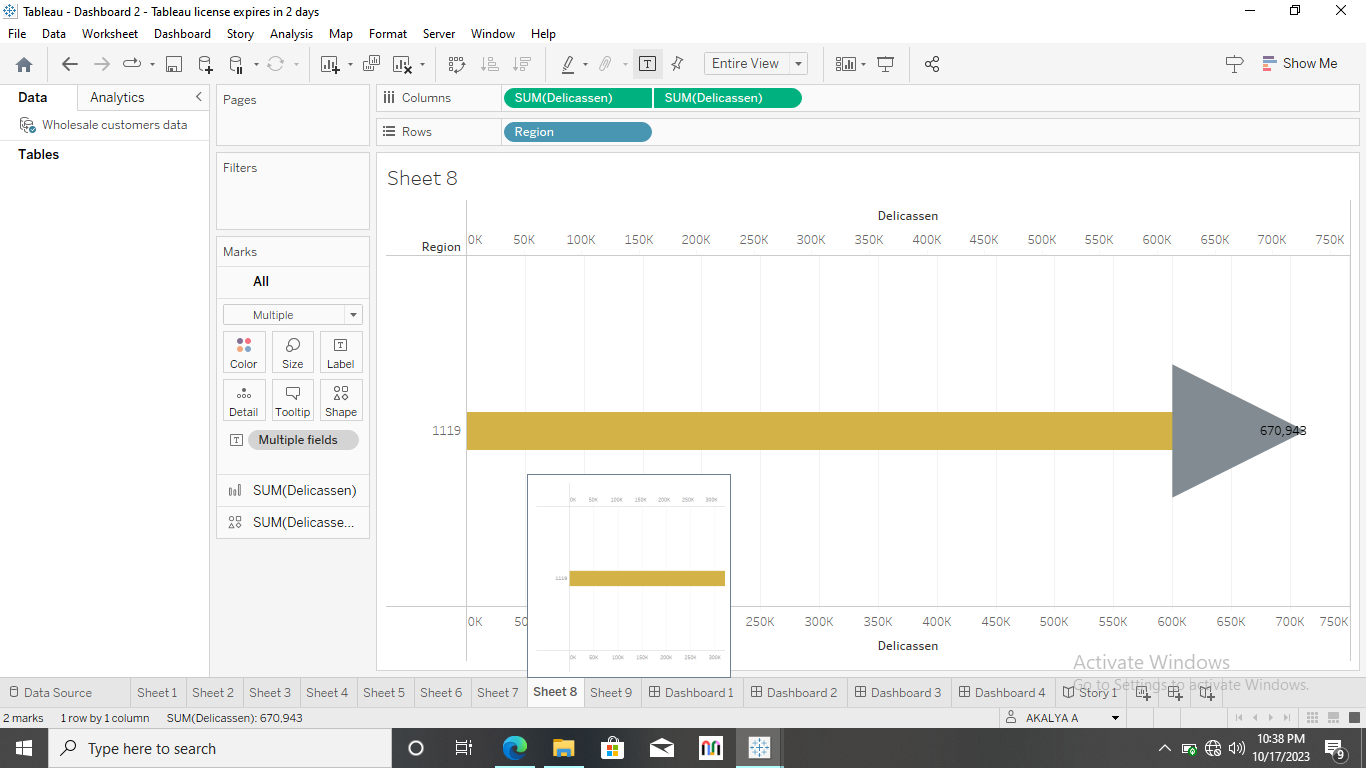 Tableau - Dashboard 2 - Tableau license expires in 2 days
File Data Worksheet Dashboard Story Analysis Map Format Server Window Help
Entire View
Show Me
Data Analytics
Wholesale customers data
Tables
Pages
Filters
Marks
All
Multiple
Color Size Label
Detail Tooltip Shape
Multiple fields
SUM(Delicassen)
SUM(Delicasse...
Columns SUM(Delicassen) SUM(Delicassen)
Rows Region
Sheet 8
Delicassen
Region 0K 50K 100K 150K 200K 250K 300K 350K 400K 450K 500K 550K 600K 650K 700K 750K
1119 670,943
0K 50K 100K 150K 200K 250K 300K
1119
0K 50K 100K 150K 200K 250K 300K
0K 50 250K 300K 350K 400K 450K 500K 550K 600K 650K 700K 750K
Delicassen
Activate Windows
Go to Settings to activate Windows.
Data Source Sheet 1 Sheet 2 Sheet 3 Sheet 4 Sheet 5 Sheet 6 Sheet 7 Sheet 8 Sheet 9 Dashboard 1 Dashboard 2 Dashboard 3 Dashboard 4 Story 1
2 marks 1 row by 1 column SUM(Delicassen): 670,943 AKALYA A
Type here to search
10:38 PM
10/17/2023
9